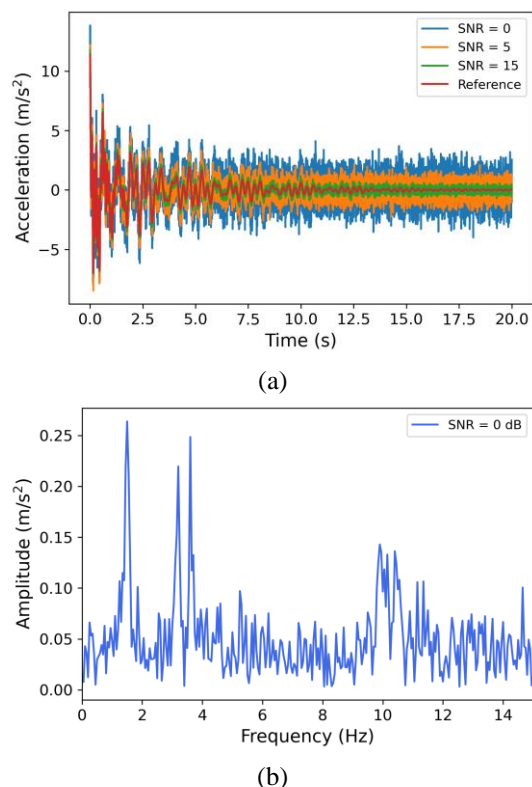 SNR = 0
SNR = 5
SNR = 15
Reference
Acceleration (m/s²)
10
5
0
−5
0.0 2.5 5.0 7.5 10.0 12.5 15.0 17.5 20.0
Time (s)
(a)
SNR = 0 dB
Amplitude (m/s²)
0.25
0.20
0.15
0.10
0.05
0.00
0 2 4 6 8 10 12 14
Frequency (Hz)
(b)